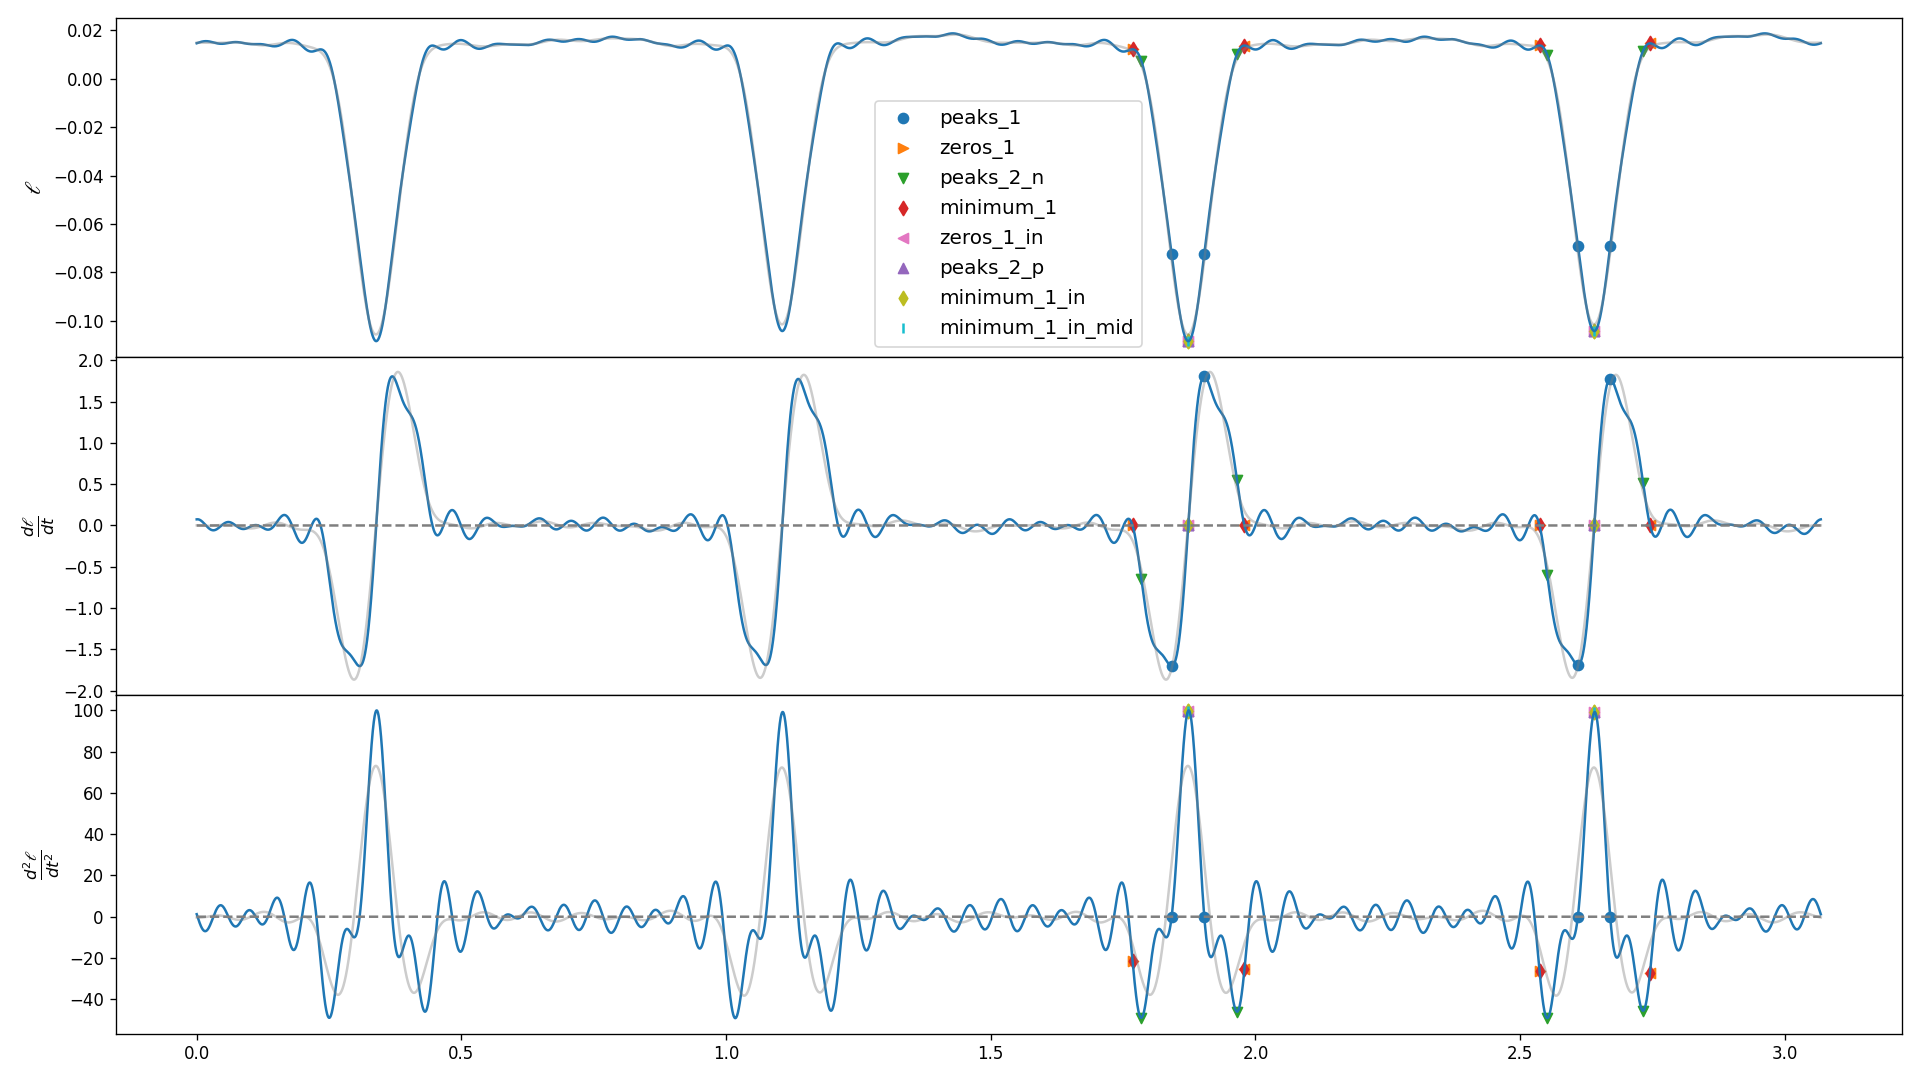 0.02
0.00
−0.02
−0.04
−0.06
−0.08
−0.10
ℓ
peaks_1
zeros_1
peaks_2_n
minimum_1
zeros_1_in
peaks_2_p
minimum_1_in
minimum_1_in_mid
2.0
1.5
1.0
0.5
0.0
−0.5
−1.0
−1.5
−2.0
dℓ
dt
100
80
60
40
20
0
−20
−40
d²ℓ
dt²
0.0 0.5 1.0 1.5 2.0 2.5 3.0